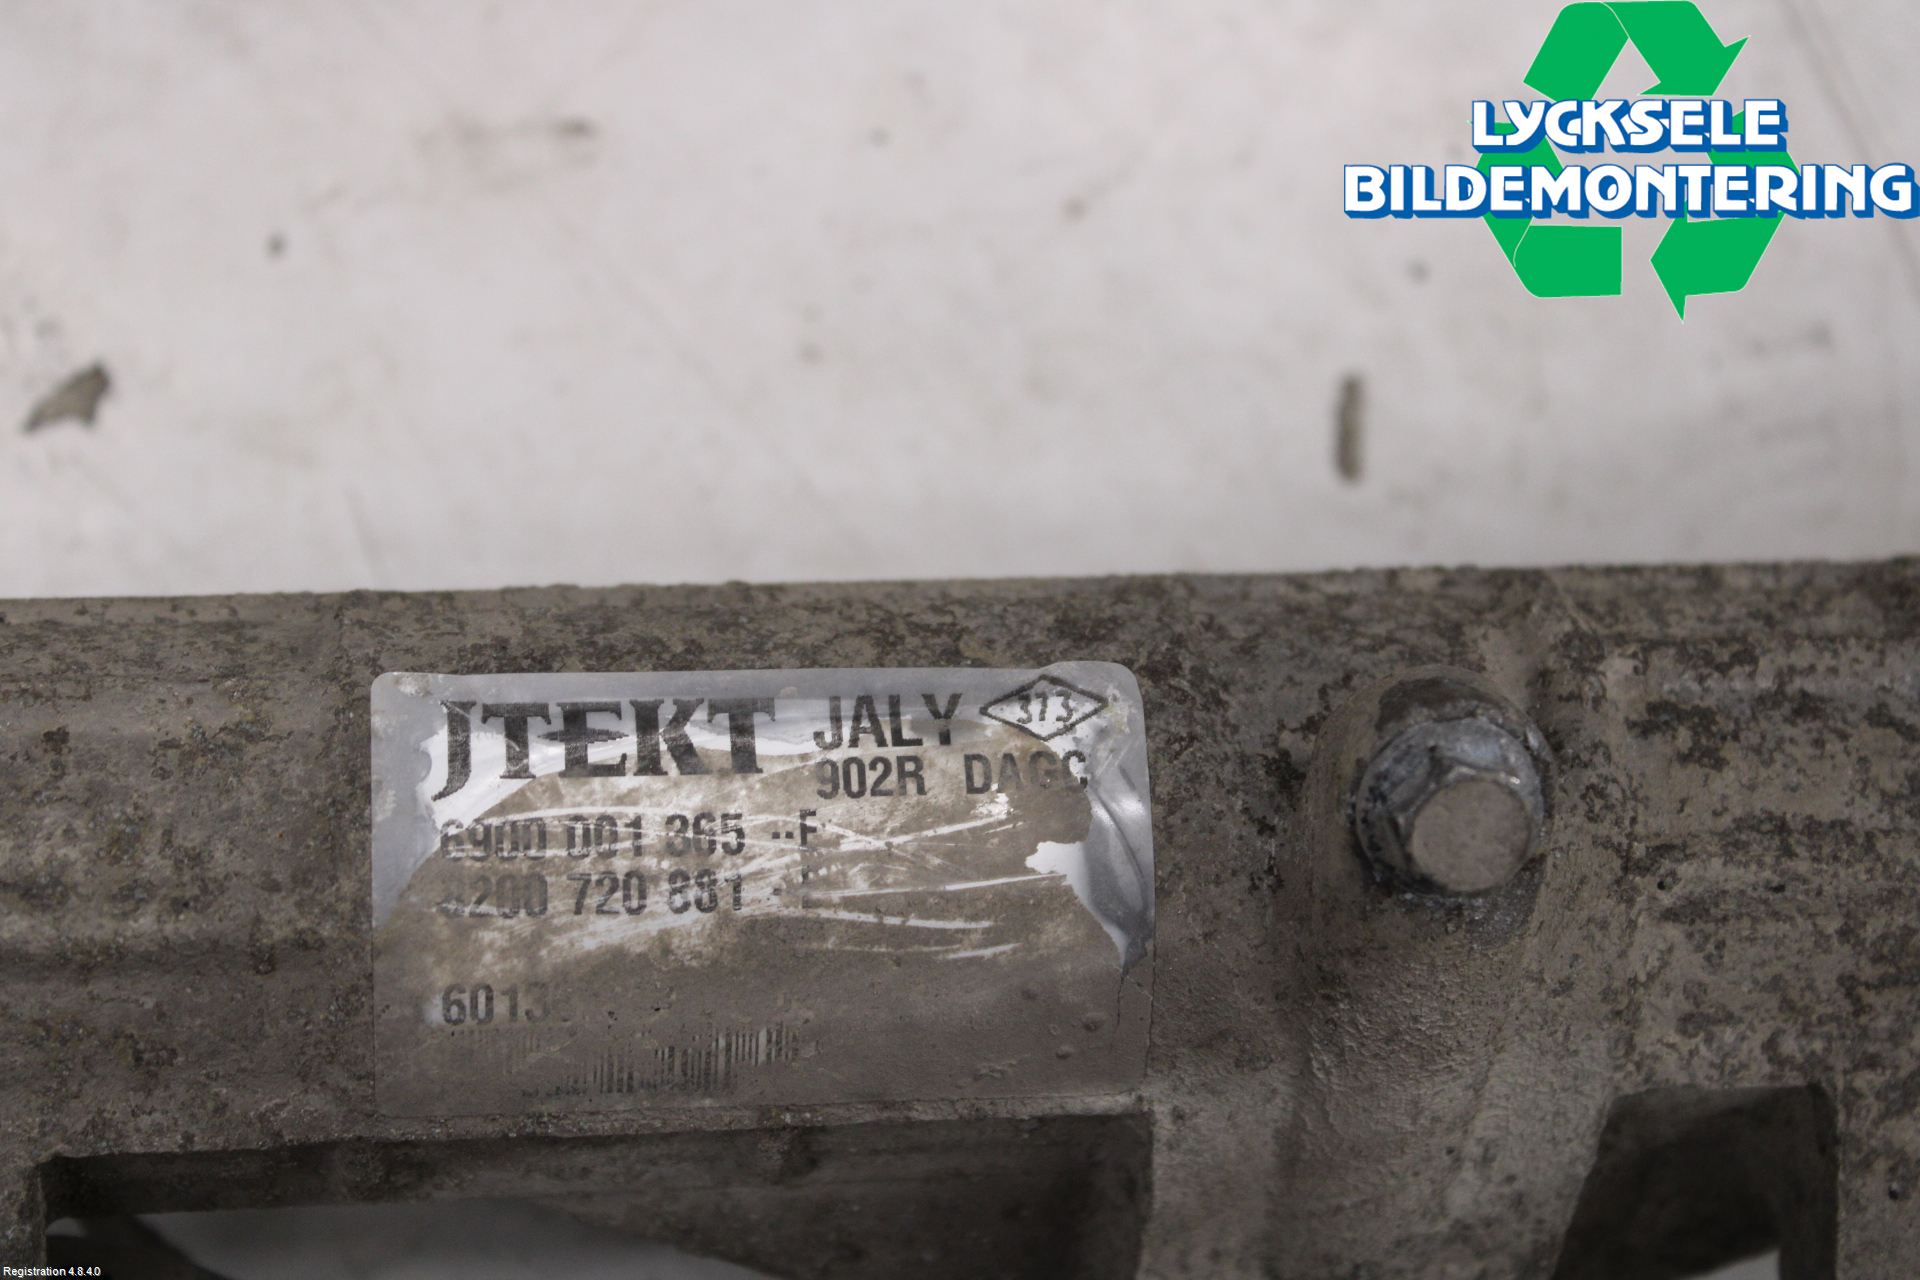 LYCKSELE
BILDEMONTERING
JTEKT JALY 373
902R DAGC
6900 001 365 --F
8200 720 881
Registration 4.8.4.0